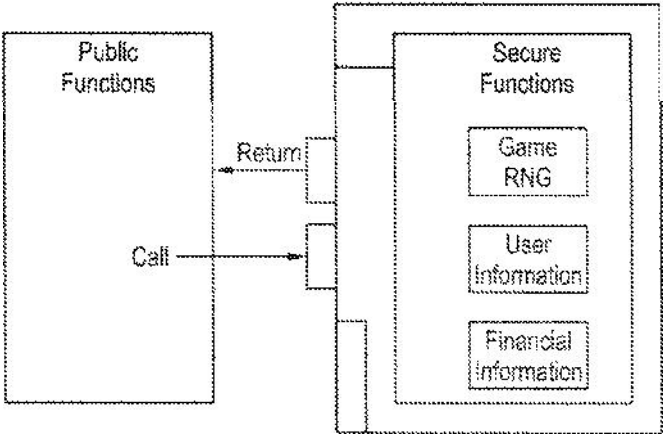 Public
Functions
Secure
Functions
Return
Call
Game
RNG
User
Information
Financial
Information